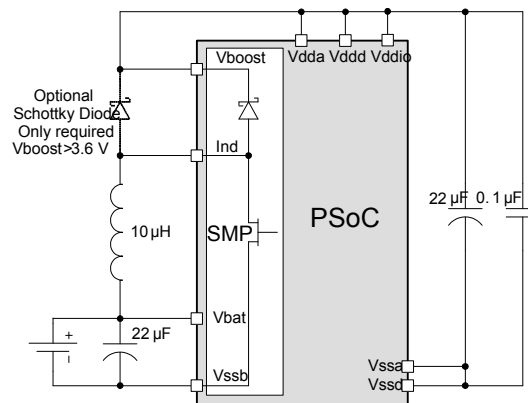 Vdda Vddd Vddio
Vboost
Optional
Schottky Diode
Only required
Vboost>3.6 V
Ind
22 µF 0.1 µF
10 µH
SMP
PSoC
Vbat
22 µF
+
–
Vssb
Vssa
Vssd